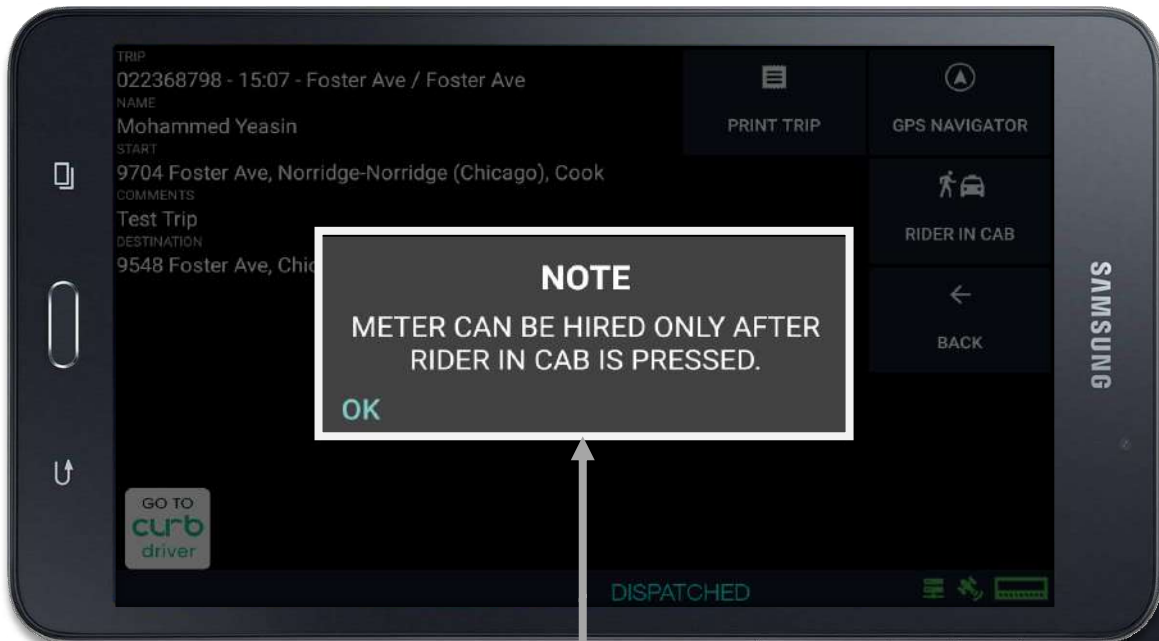 TRIP
022368798 - 15:07 - Foster Ave / Foster Ave
NAME
Mohammed Yeasin
START
9704 Foster Ave, Norridge-Norridge (Chicago), Cook
COMMENTS
Test Trip
DESTINATION
9548 Foster Ave,
PRINT TRIP
GPS NAVIGATOR
RIDER IN CAB
BACK
NOTE
METER CAN BE HIRED ONLY AFTER
RIDER IN CAB IS PRESSED.
OK
GO TO
curb
driver
DISPATCHED
SAMSUNG